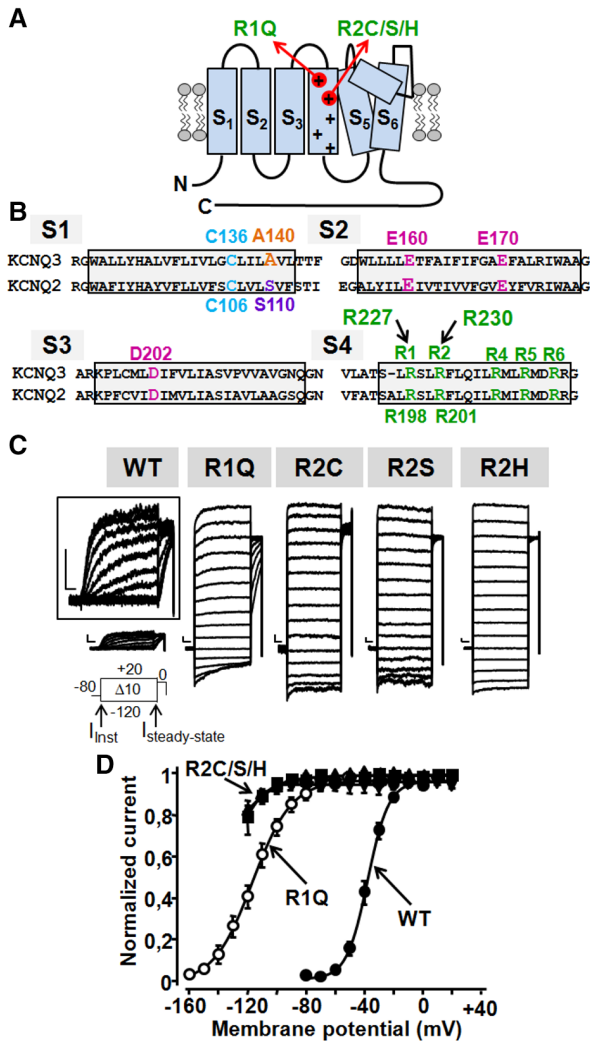 A
R1Q R2C/S/H
S1 S2 S3 + + + + + S5 S6
N
C
B
S1 C136 A140 S2 E160 E170
KCNQ3 RGWALLYHALVFLIVLGCLILAVLTTF GDWLLLLETFAIFIFGAEFALRIWAAG
KCNQ2 RGWAFIYHAYVFLLVFSCLVLSVFSTI EGALYILEIVTIVVFGVEYFVRIWAAG
C106 S110
R227 R230
S3 D202 S4 R1 R2 R4 R5 R6
KCNQ3 ARKPLCMLDIFVLIASVPVVAVGNQGN VLATS-LRSLRFLQILRMLRMDRRG
KCNQ2 ARKPFCVIDIMVLIASIAVLAAGSQGN VFATSALRSLRFLQILRMIRMDRRG
R198 R201
C
WT R1Q R2C R2S R2H
+20 0
-80 Δ10
-120
IInst Isteady-state
D
R2C/S/H
R1Q
WT
Normalized current
1
0,8
0,6
0,4
0,2
0
-160 -120 -80 -40 0 +40
Membrane potential (mV)